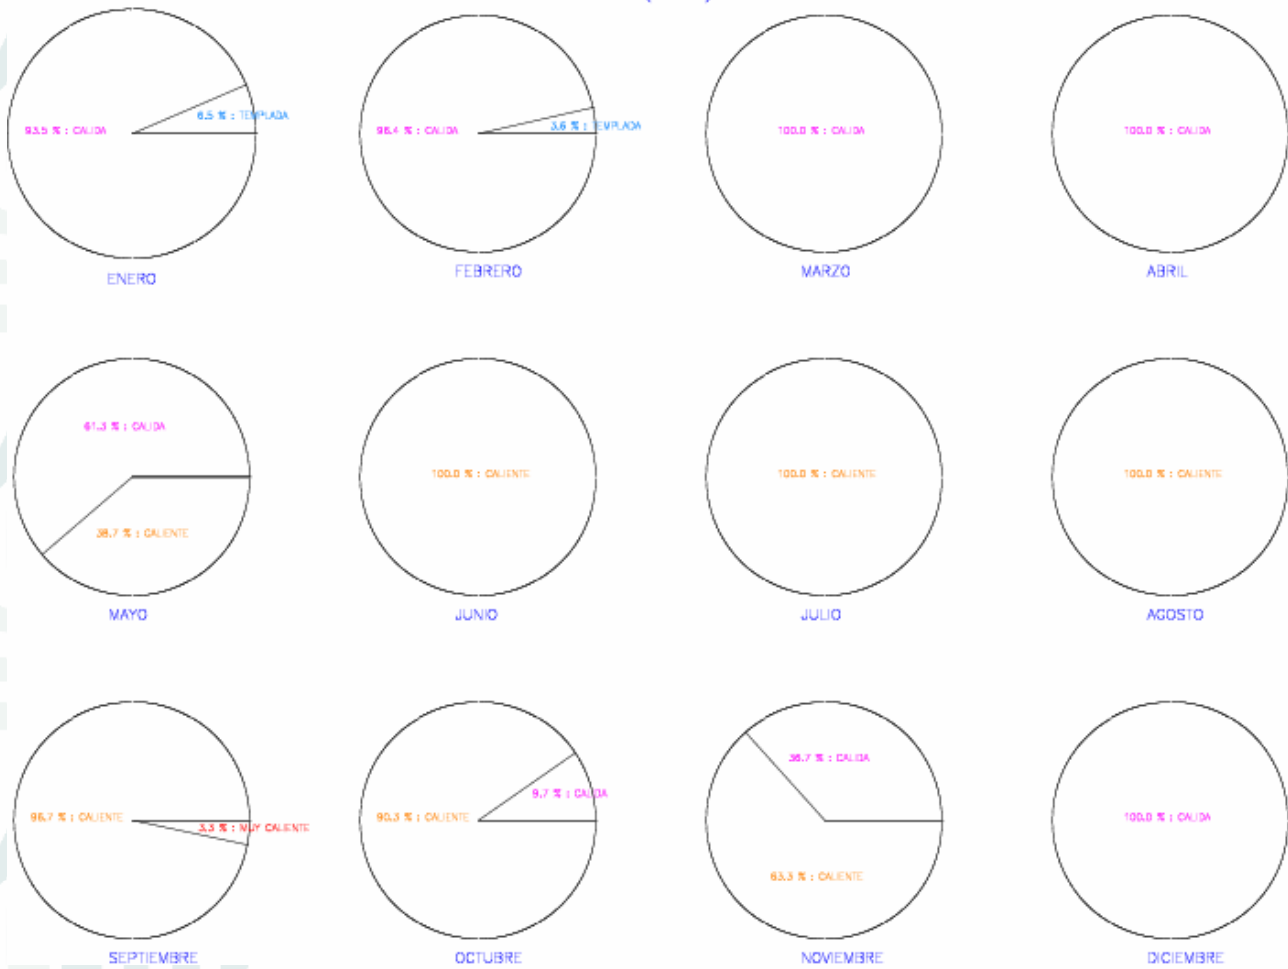 93.5 % : CALIDA
6.5 % : TEMPLADA
ENERO
96.4 % : CALIDA
3.6 % : TEMPLADA
FEBRERO
100.0 % : CALIDA
MARZO
100.0 % : CALIDA
ABRIL
61.3 % : CALIDA
38.7 % : CALIENTE
MAYO
100.0 % : CALIENTE
JUNIO
100.0 % : CALIENTE
JULIO
100.0 % : CALIENTE
AGOSTO
96.7 % : CALIENTE
3.3 % : MUY CALIENTE
SEPTIEMBRE
90.3 % : CALIENTE
9.7 % : CALIDA
OCTUBRE
36.7 % : CALIDA
63.3 % : CALIENTE
NOVIEMBRE
100.0 % : CALIDA
DICIEMBRE